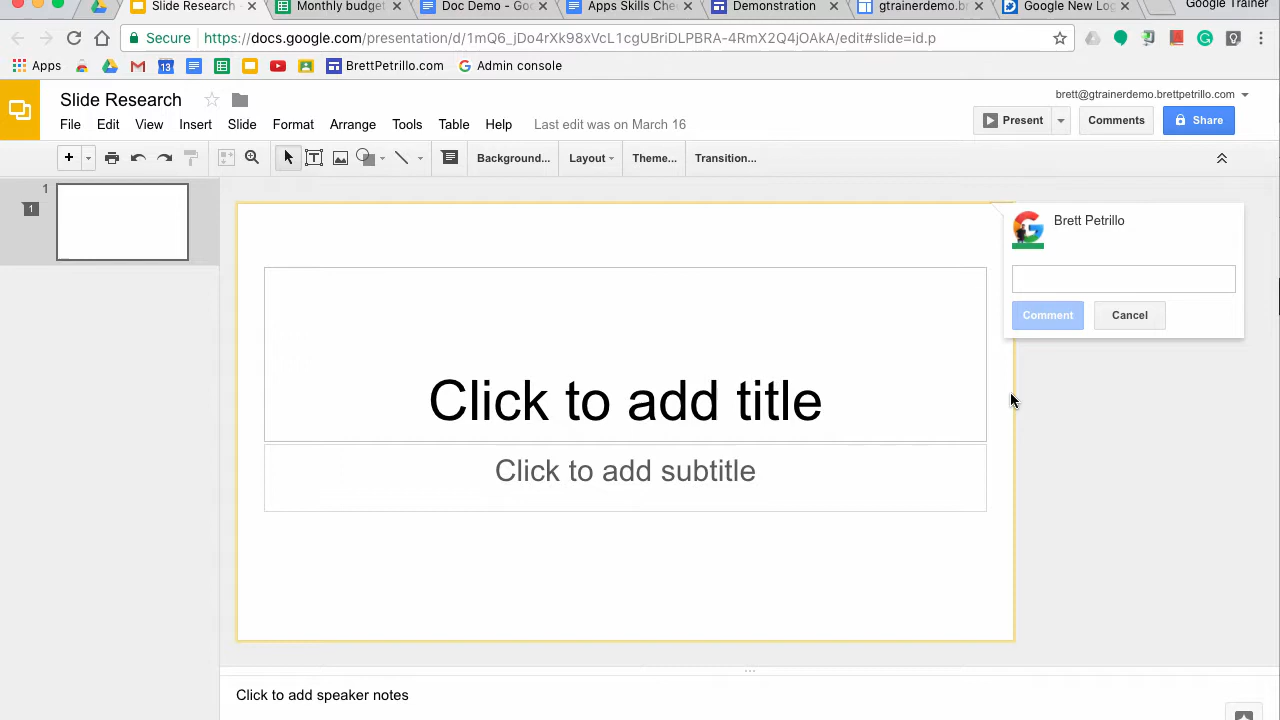 Slide Research
Monthly budget
Doc Demo - Goo
Apps Skills Che
Demonstration
gtrainerdemo.br
Google New Log
Google Trainer
Secure
https://docs.google.com/presentation/d/1mQ6_jDo4rXk98xVcL1cgUBriDLPBRA-4RmX2Q4jOAkA/edit#slide=id.p
Apps
13
BrettPetrillo.com
Admin console
Slide Research
brett@gtrainerdemo.brettpetrillo.com
File Edit View Insert Slide Format Arrange Tools Table Help Last edit was on March 16
Present
Comments
Share
Background...
Layout
Theme...
Transition...
1
1
Brett Petrillo
Comment
Cancel
Click to add title
Click to add subtitle
Click to add speaker notes